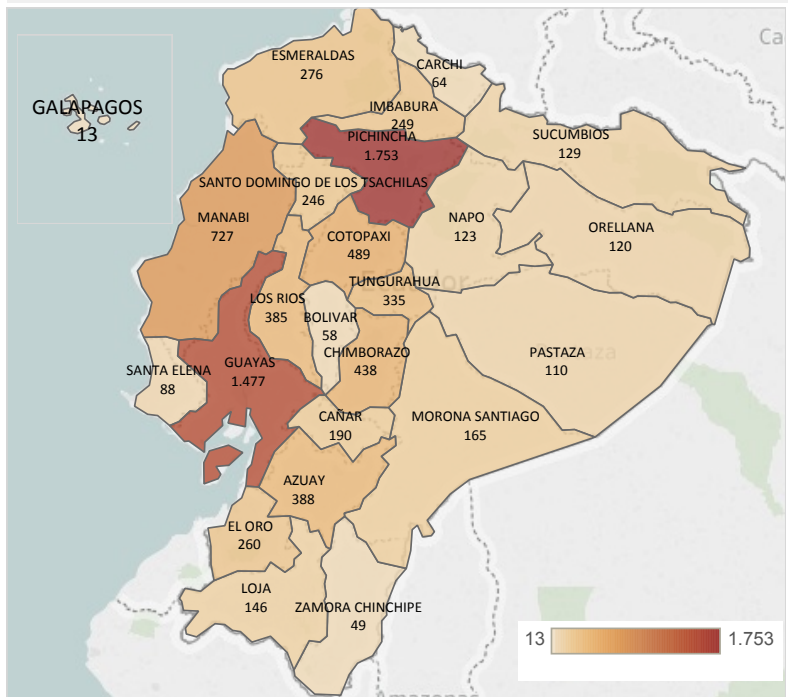 Ca
ESMERALDAS
276
CARCHI
64
GALAPAGOS
13
IMBABURA
249
PICHINCHA
1.753
SUCUMBIOS
129
SANTO DOMINGO DE LOS TSACHILAS
246
MANABI
727
NAPO
123
ORELLANA
120
COTOPAXI
489
Ecuador
TUNGURAHUA
335
LOS RIOS
385
BOLIVAR
58
CHIMBORAZO
438
PASTAZA
110
SANTA ELENA
88
GUAYAS
1.477
CAÑAR
190
MORONA SANTIAGO
165
AZUAY
388
EL ORO
260
LOJA
146
ZAMORA CHINCHIPE
49
13
1.753
Amazonas